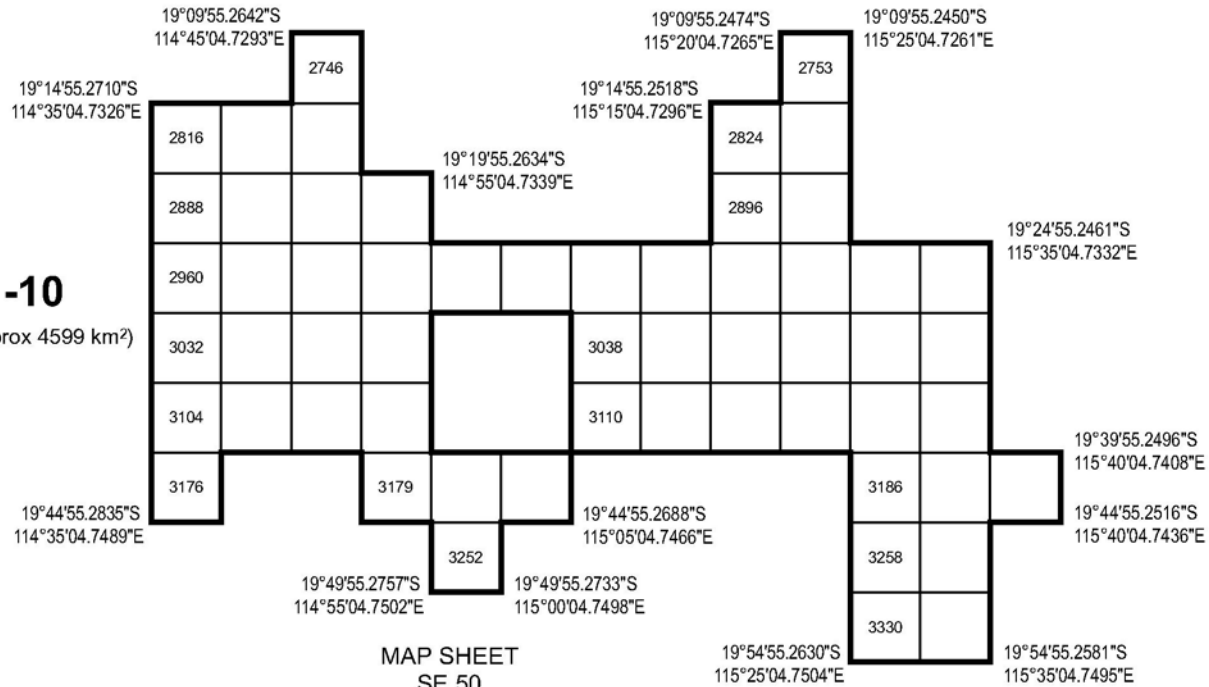 19°09'55.2642"S
114°45'04.7293"E
19°09'55.2474"S
115°20'04.7265"E
19°09'55.2450"S
115°25'04.7261"E
2746
2753
19°14'55.2710"S
114°35'04.7326"E
19°14'55.2518"S
115°15'04.7296"E
2816
2824
19°19'55.2634"S
114°55'04.7339"E
2888
2896
19°24'55.2461"S
115°35'04.7332"E
2960
-10
4599 km²)
3032
3038
3104
3110
19°39'55.2496"S
115°40'04.7408"E
3176
3179
3186
19°44'55.2835"S
114°35'04.7489"E
19°44'55.2688"S
115°05'04.7466"E
19°44'55.2516"S
115°40'04.7436"E
3252
3258
19°49'55.2757"S
114°55'04.7502"E
19°49'55.2733"S
115°00'04.7498"E
3330
MAP SHEET
SE 50
19°54'55.2630"S
115°25'04.7504"E
19°54'55.2581"S
115°35'04.7495"E